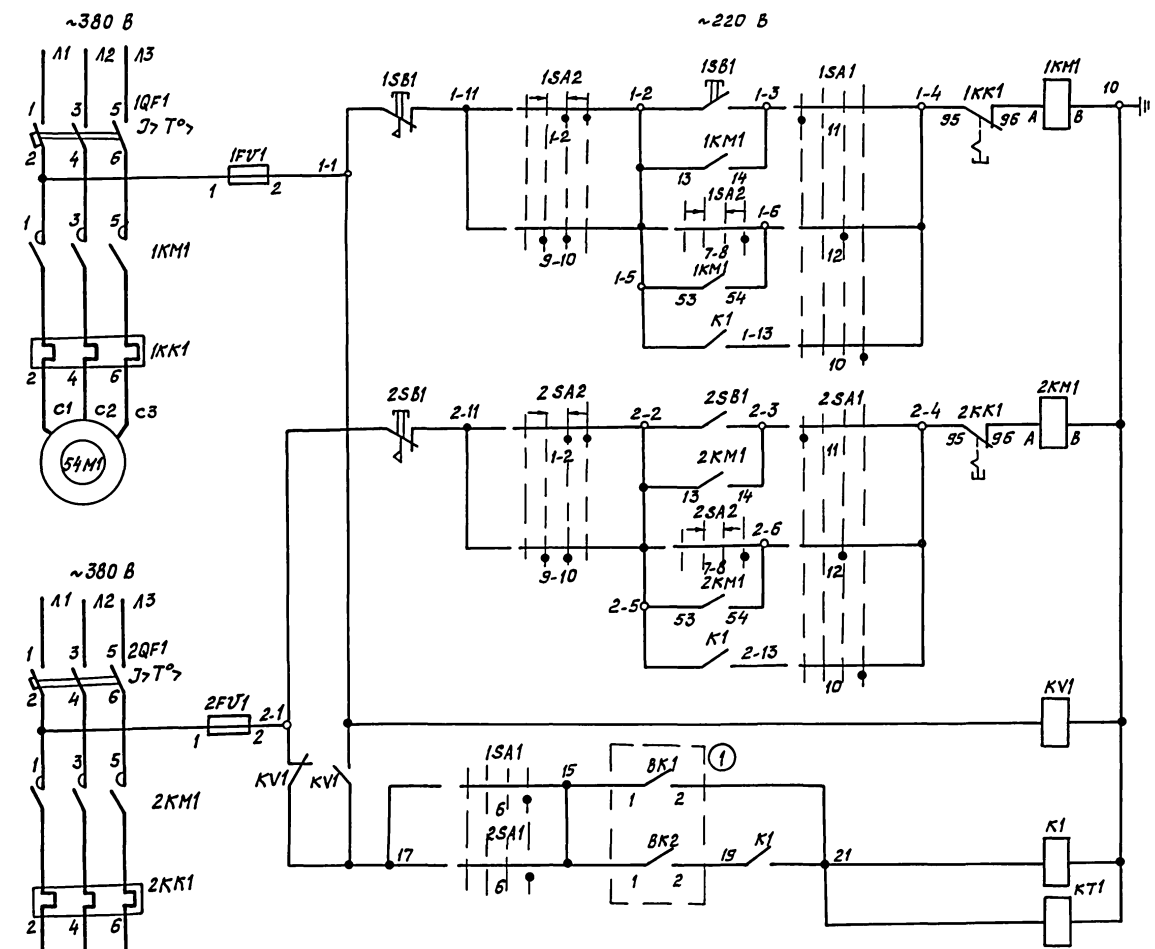 ~380 В
~220 В
Л1 Л2 Л3
1 3 5 1QF1
J> T°>
2 4 6
1FU1
1 2 1-1
1SB1 1-11 1SA2 1-2 1SB1 1-3 1SA1 1-4 1KK1 1KM1 10
1-2 11 95 96 A B
1KM1
13 14
1SA2
1-6
9-10 7-8 12
1-5 1KM1
53 54
K1 1-13
10
1 3 5
1KM1
1KK1
2 4 6
C1 C2 C3
54M1
2SB1 2-11 2SA2 2-2 2SB1 2-3 2SA1 2-4 2KK1 2KM1
1-2 11 95 96 A B
2KM1
13 14
2SA2
2-6
9-10 7-8 12
2-5 2KM1
53 54
K1 2-13
10
~380 В
Л1 Л2 Л3
1 3 5 2QF1
J> T°>
2 4 6
2FU1
1 2 2-1
KV1
KV1 KV1
1SA1 15 BK1 1
6 1 2
2SA1 BK2 K1
17 6 1 2 19 21
K1
KT1
1 3 5
2KM1
2KK1
2 4 6